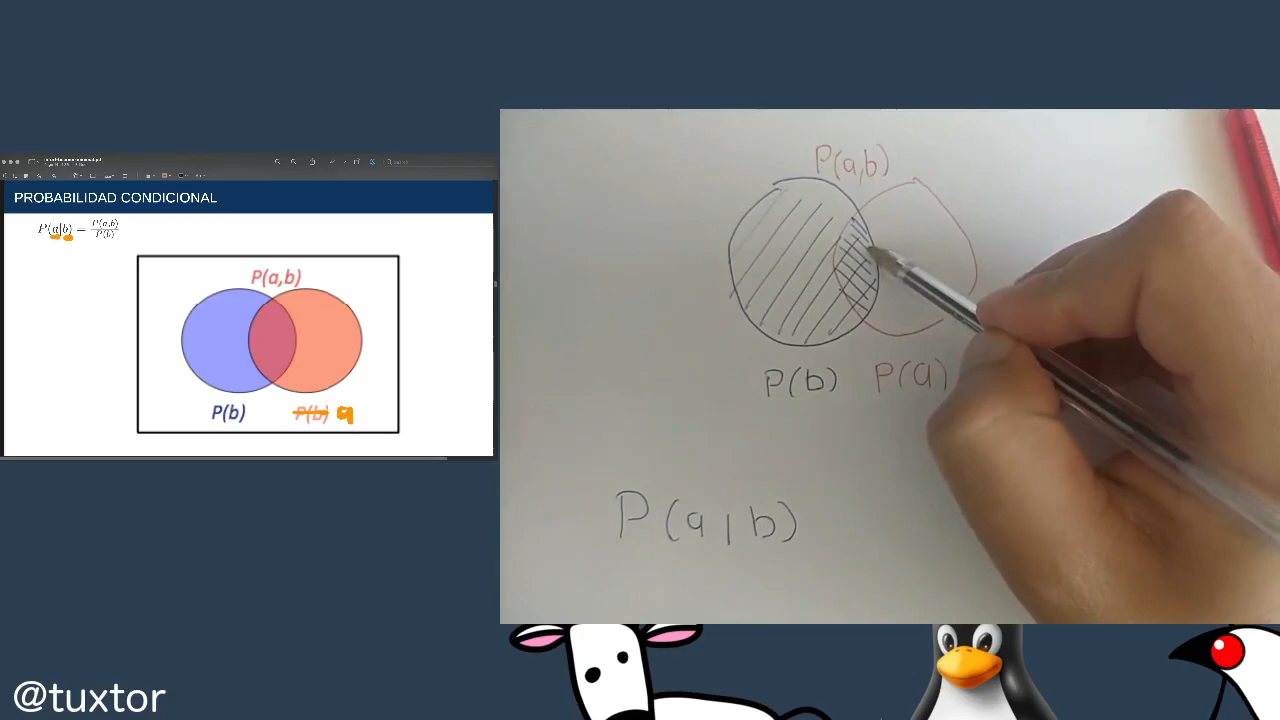 PROBABILIDAD CONDICIONAL
P(a|b) = P(a,b) / P(b)
P(a,b)
P(b)
P(b) a
P(a,b)
P(b) P(a)
P(a|b)
@tuxtor